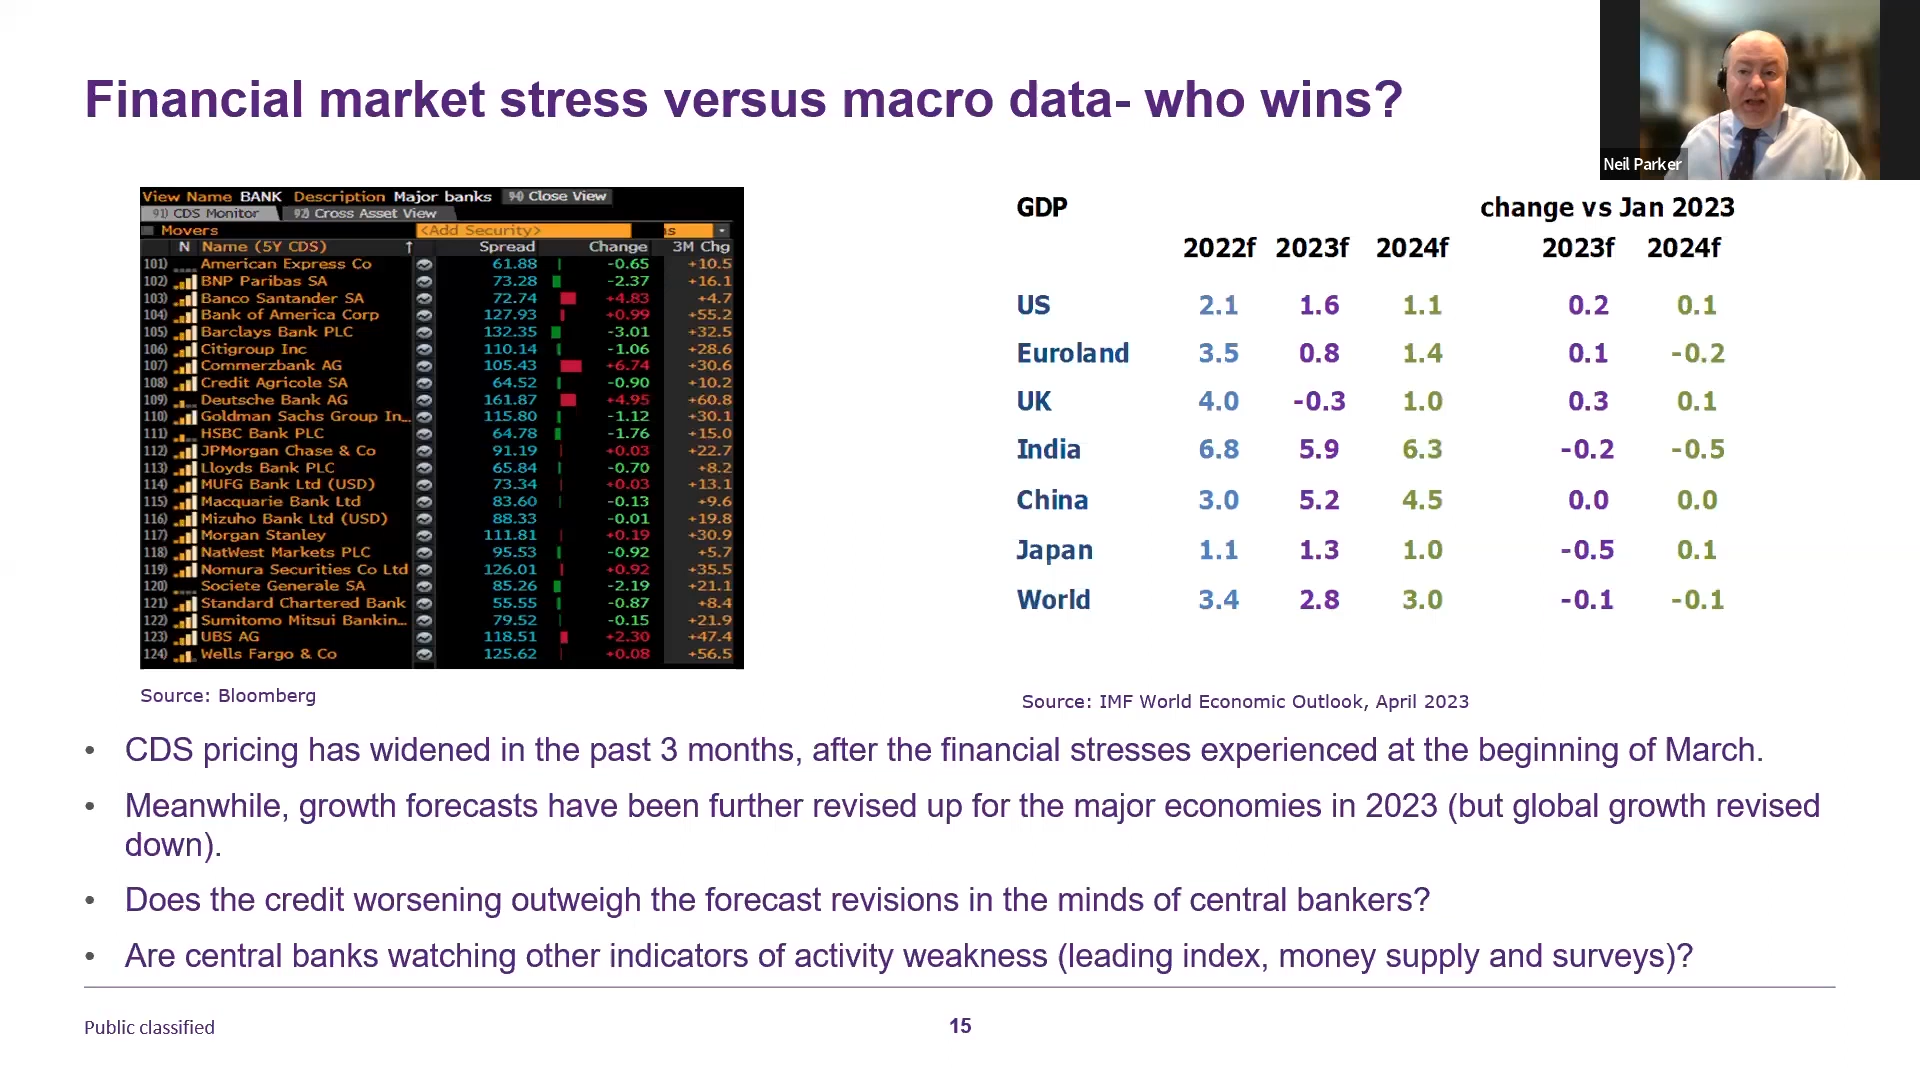 Financial market stress versus macro data- who wins?
Neil Parker
View Name BANK Description Major banks 94) Close View
91) CDS Monitor 92) Cross Asset View
Movers <Add Security> s
N Name (5Y CDS) ↑ Spread Change 3M Chg
101) American Express Co 61.88 -0.65 +10.5
102) BNP Paribas SA 73.28 -2.37 +16.1
103) Banco Santander SA 72.74 +4.83 +4.7
104) Bank of America Corp 127.93 +0.99 +55.2
105) Barclays Bank PLC 132.35 -3.01 +32.5
106) Citigroup Inc 110.14 -1.06 +28.6
107) Commerzbank AG 105.43 +6.74 +30.6
108) Credit Agricole SA 64.52 -0.90 +10.2
109) Deutsche Bank AG 161.87 +4.95 +60.8
110) Goldman Sachs Group In... 115.80 -1.12 +30.1
111) HSBC Bank PLC 64.78 -1.76 +15.0
112) JPMorgan Chase & Co 91.19 +0.03 +22.7
113) Lloyds Bank PLC 65.84 -0.70 +8.2
114) MUFG Bank Ltd (USD) 73.34 +0.03 +13.1
115) Macquarie Bank Ltd 83.60 -0.13 +9.6
116) Mizuho Bank Ltd (USD) 88.33 -0.01 +19.8
117) Morgan Stanley 111.81 +0.19 +30.9
118) NatWest Markets PLC 95.53 -0.92 +5.7
119) Nomura Securities Co Ltd 126.01 +0.92 +35.5
120) Societe Generale SA 85.26 -2.19 +21.1
121) Standard Chartered Bank 55.55 -0.87 +8.4
122) Sumitomo Mitsui Bankin... 79.52 -0.15 +21.9
123) UBS AG 118.51 +2.30 +47.4
124) Wells Fargo & Co 125.62 +0.08 +56.5
Source: Bloomberg
GDP change vs Jan 2023
2022f 2023f 2024f 2023f 2024f
US 2.1 1.6 1.1 0.2 0.1
Euroland 3.5 0.8 1.4 0.1 -0.2
UK 4.0 -0.3 1.0 0.3 0.1
India 6.8 5.9 6.3 -0.2 -0.5
China 3.0 5.2 4.5 0.0 0.0
Japan 1.1 1.3 1.0 -0.5 0.1
World 3.4 2.8 3.0 -0.1 -0.1
Source: IMF World Economic Outlook, April 2023
• CDS pricing has widened in the past 3 months, after the financial stresses experienced at the beginning of March.
• Meanwhile, growth forecasts have been further revised up for the major economies in 2023 (but global growth revised
down).
• Does the credit worsening outweigh the forecast revisions in the minds of central bankers?
• Are central banks watching other indicators of activity weakness (leading index, money supply and surveys)?
Public classified
15